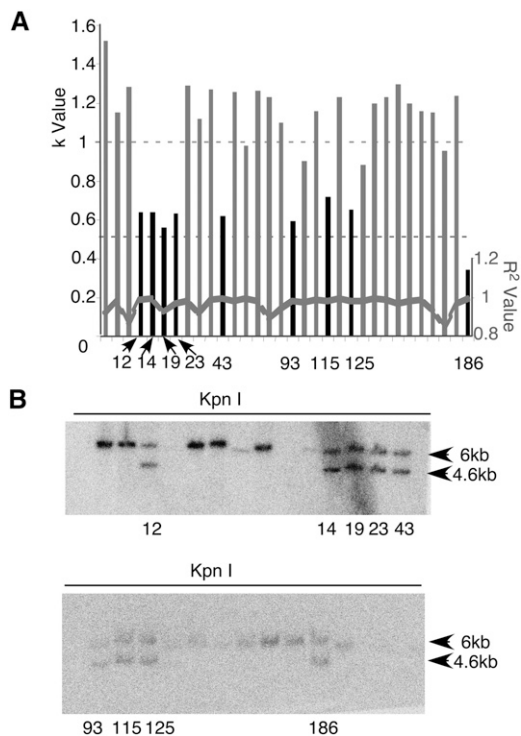 A
1.6
1.4
1.2
1
0.8
0.6
0.4
0.2
0
k Value
1.2
1
0.8
R² Value
12 14 19 23 43 93 115 125 186
B
Kpn I
6kb
4.6kb
12 14 19 23 43
Kpn I
6kb
4.6kb
93 115 125 186